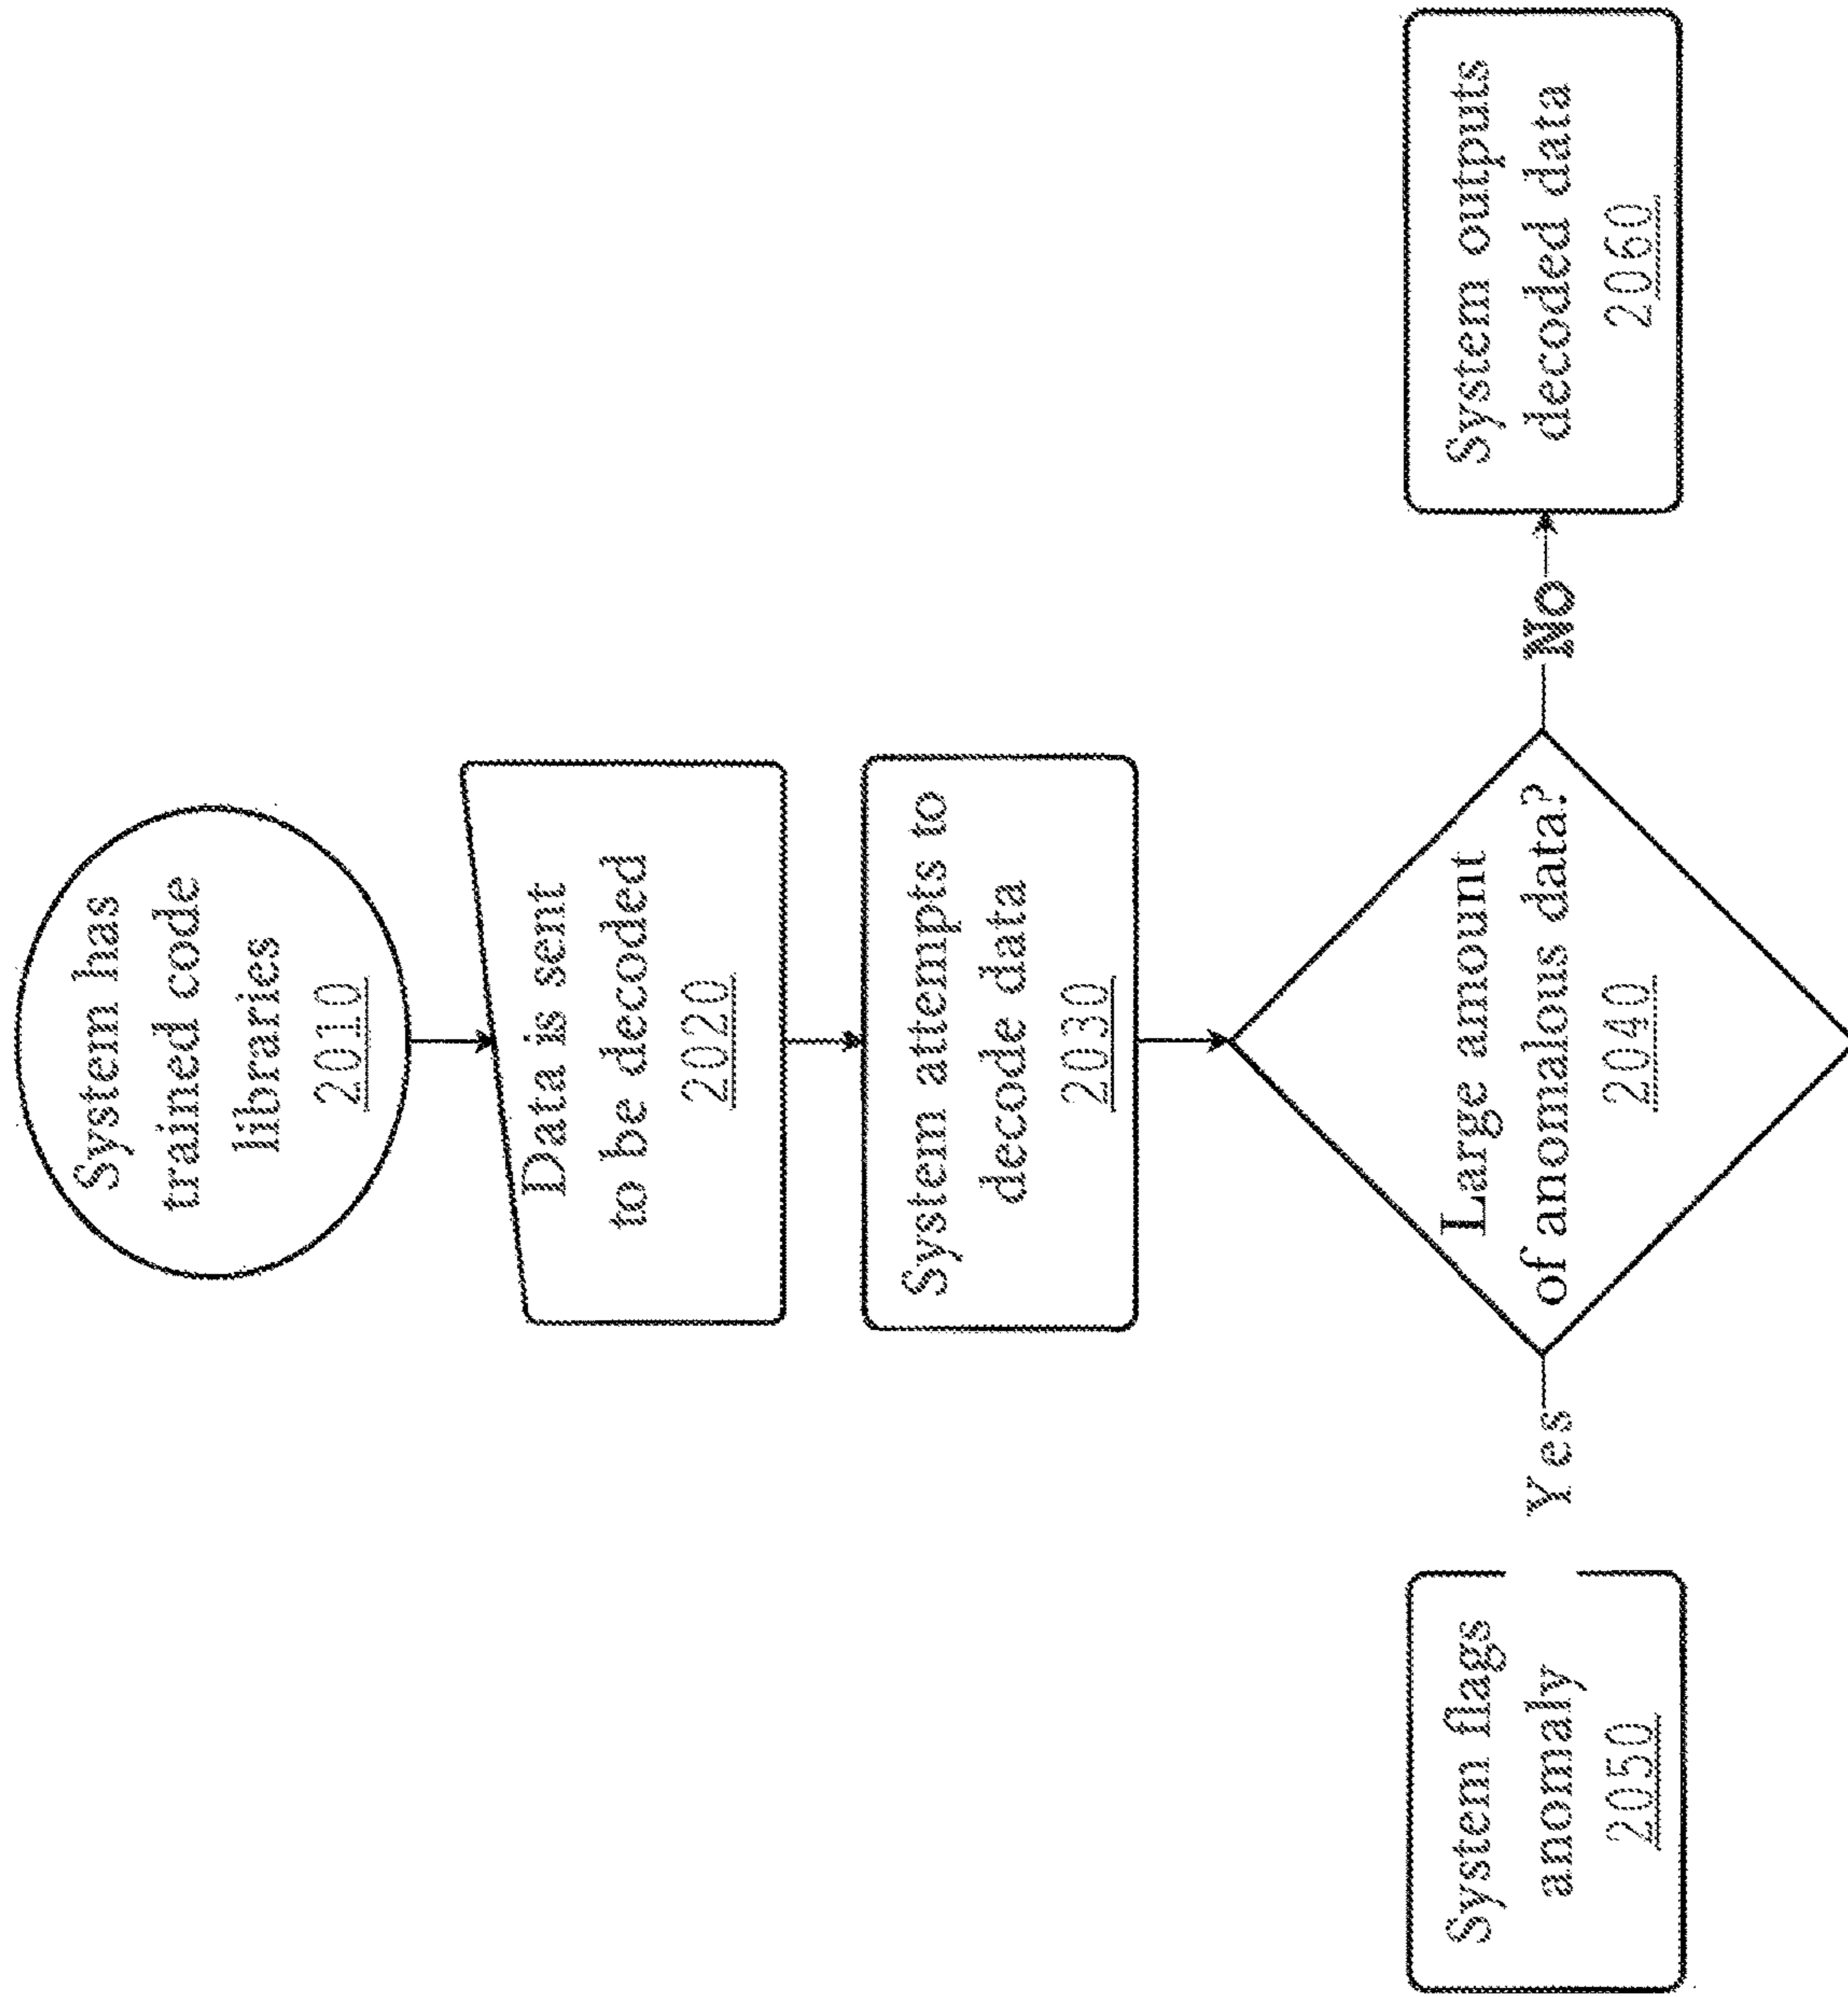 System has
trained code
libraries
2010
Data is sent
to be decoded
2020
System attempts to
decode data
2030
Large amount
of anomalous data?
2040
Yes
No
System flags
anomaly
2050
System outputs
decoded data
2060